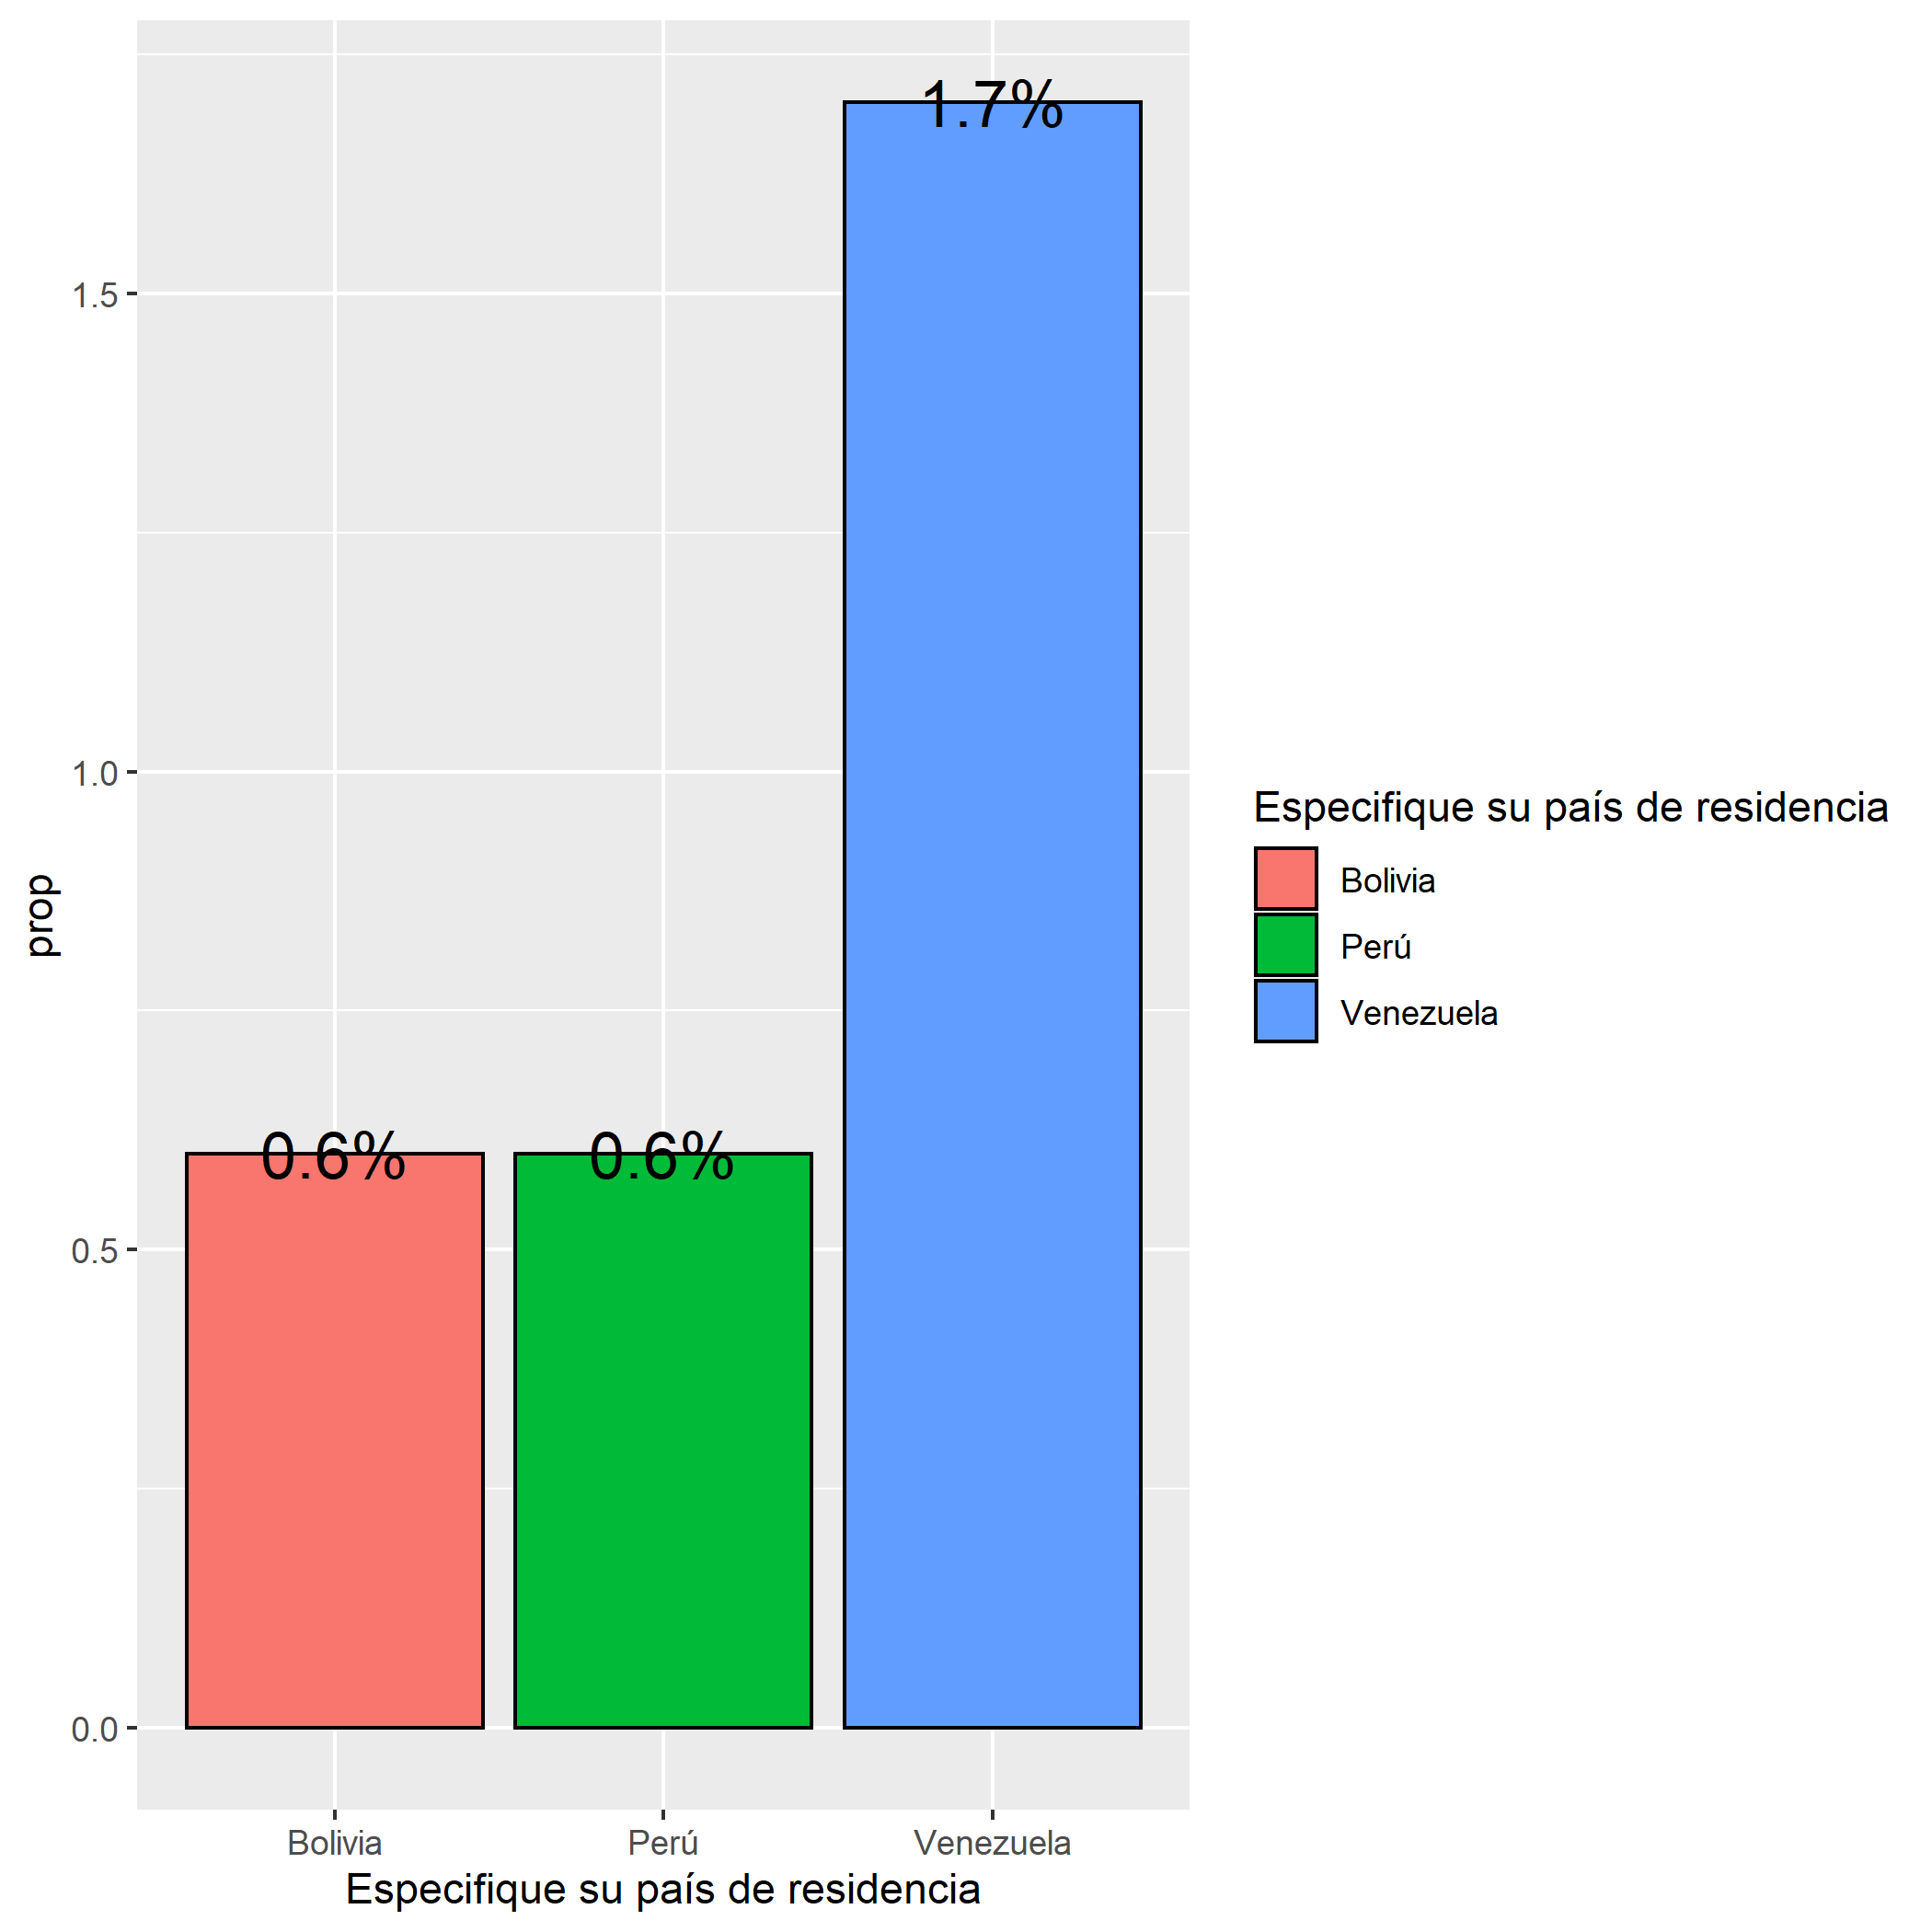 1.7%
1.5
1.0
Especifique su país de residencia
Bolivia
Perú
Venezuela
prop
0.6% 0.6%
0.5
0.0
Bolivia Perú Venezuela
Especifique su país de residencia